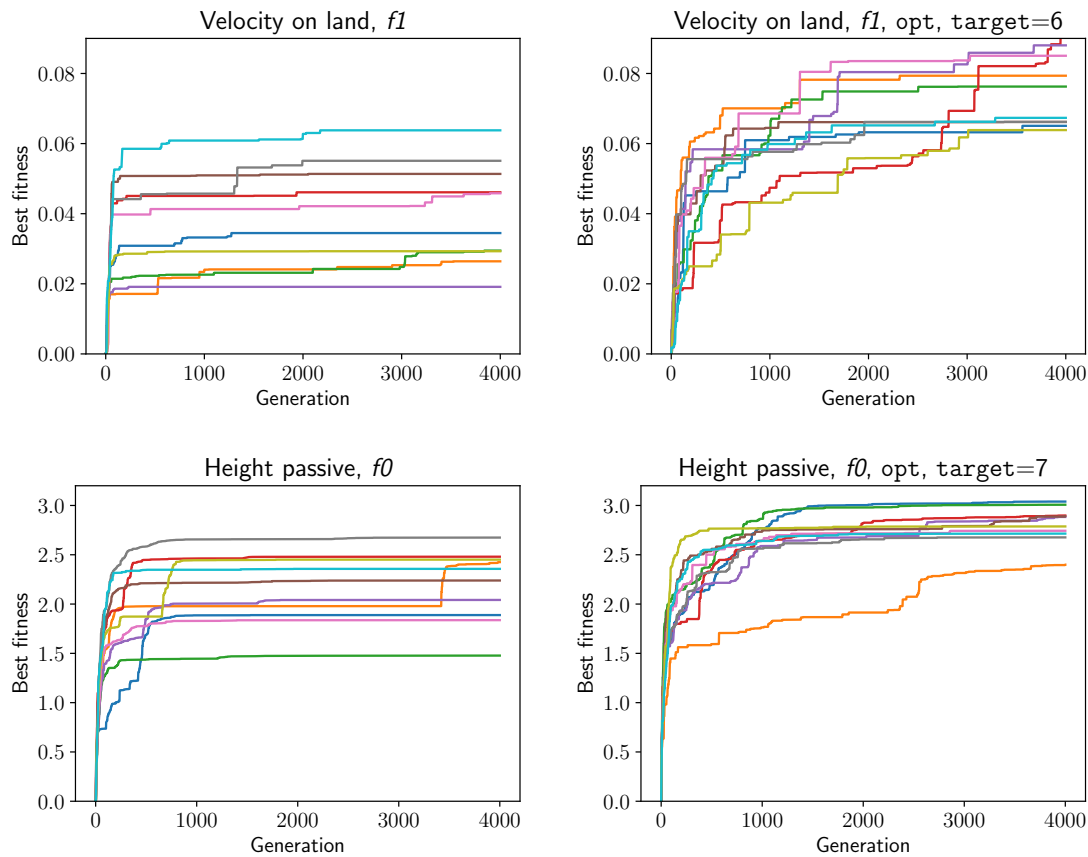 Velocity on land, f1
Best fitness
0.08
0.06
0.04
0.02
0.00
0 1000 2000 3000 4000
Generation
Velocity on land, f1, opt, target=6
Best fitness
0.08
0.06
0.04
0.02
0.00
0 1000 2000 3000 4000
Generation
Height passive, f0
Best fitness
3.0
2.5
2.0
1.5
1.0
0.5
0.0
0 1000 2000 3000 4000
Generation
Height passive, f0, opt, target=7
Best fitness
3.0
2.5
2.0
1.5
1.0
0.5
0.0
0 1000 2000 3000 4000
Generation